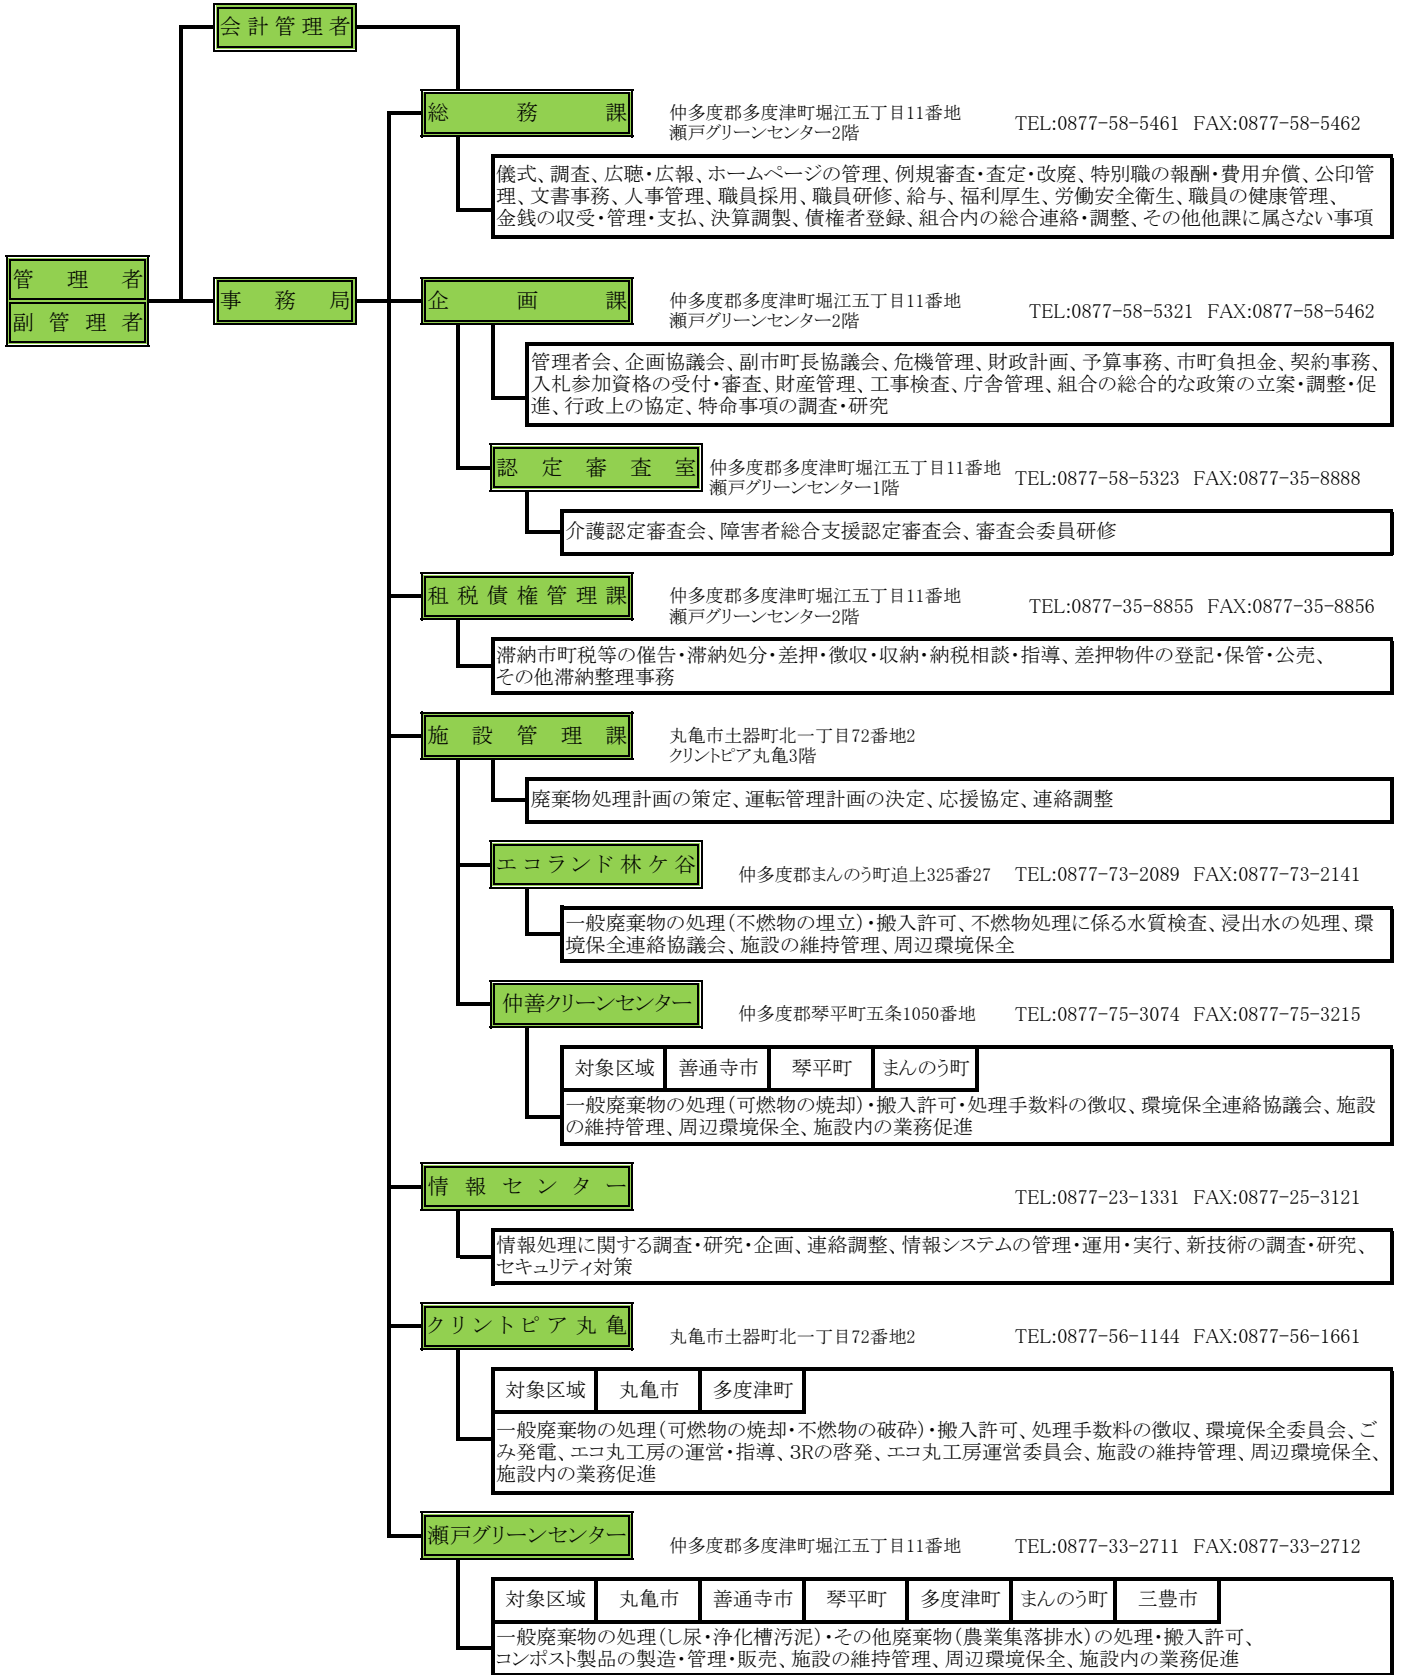 会計管理者
総務課
仲多度郡多度津町堀江五丁目11番地
瀬戸グリーンセンター2階
TEL:0877-58-5461 FAX:0877-58-5462
儀式、調査、広聴・広報、ホームページの管理、例規審査・査定・改廃、特別職の報酬・費用弁償、公印管
理、文書事務、人事管理、職員採用、職員研修、給与、福利厚生、労働安全衛生、職員の健康管理、
金銭の収受・管理・支払、決算調製、債権者登録、組合内の総合連絡・調整、その他他課に属さない事項
管理者
副管理者
事務局
企画課
仲多度郡多度津町堀江五丁目11番地
瀬戸グリーンセンター2階
TEL:0877-58-5321 FAX:0877-58-5462
管理者会、企画協議会、副市町長協議会、危機管理、財政計画、予算事務、市町負担金、契約事務、
入札参加資格の受付・審査、財産管理、工事検査、庁舎管理、組合の総合的な政策の立案・調整・促
進、行政上の協定、特命事項の調査・研究
認定審査室
仲多度郡多度津町堀江五丁目11番地
瀬戸グリーンセンター1階
TEL:0877-58-5323 FAX:0877-35-8888
介護認定審査会、障害者総合支援認定審査会、審査会委員研修
租税債権管理課
仲多度郡多度津町堀江五丁目11番地
瀬戸グリーンセンター2階
TEL:0877-35-8855 FAX:0877-35-8856
滞納市町税等の催告・滞納処分・差押・徴収・収納・納税相談・指導、差押物件の登記・保管・公売、
その他滞納整理事務
施設管理課
丸亀市土器町北一丁目72番地2
クリントピア丸亀3階
廃棄物処理計画の策定、運転管理計画の決定、応援協定、連絡調整
エコランド林ケ谷
仲多度郡まんのう町追上325番27
TEL:0877-73-2089 FAX:0877-73-2141
一般廃棄物の処理(不燃物の埋立)・搬入許可、不燃物処理に係る水質検査、浸出水の処理、環
境保全連絡協議会、施設の維持管理、周辺環境保全
仲善クリーンセンター
仲多度郡琴平町五条1050番地
TEL:0877-75-3074 FAX:0877-75-3215
対象区域 善通寺市 琴平町 まんのう町
一般廃棄物の処理(可燃物の焼却)・搬入許可・処理手数料の徴収、環境保全連絡協議会、施設
の維持管理、周辺環境保全、施設内の業務促進
情報センター
TEL:0877-23-1331 FAX:0877-25-3121
情報処理に関する調査・研究・企画、連絡調整、情報システムの管理・運用・実行、新技術の調査・研究、
セキュリティ対策
クリントピア丸亀
丸亀市土器町北一丁目72番地2
TEL:0877-56-1144 FAX:0877-56-1661
対象区域 丸亀市 多度津町
一般廃棄物の処理(可燃物の焼却・不燃物の破砕)・搬入許可、処理手数料の徴収、環境保全委員会、ご
み発電、エコ丸工房の運営・指導、3Rの啓発、エコ丸工房運営委員会、施設の維持管理、周辺環境保全、
施設内の業務促進
瀬戸グリーンセンター
仲多度郡多度津町堀江五丁目11番地
TEL:0877-33-2711 FAX:0877-33-2712
対象区域 丸亀市 善通寺市 琴平町 多度津町 まんのう町 三豊市
一般廃棄物の処理(し尿・浄化槽汚泥)・その他廃棄物(農業集落排水)の処理・搬入許可、
コンポスト製品の製造・管理・販売、施設の維持管理、周辺環境保全、施設内の業務促進